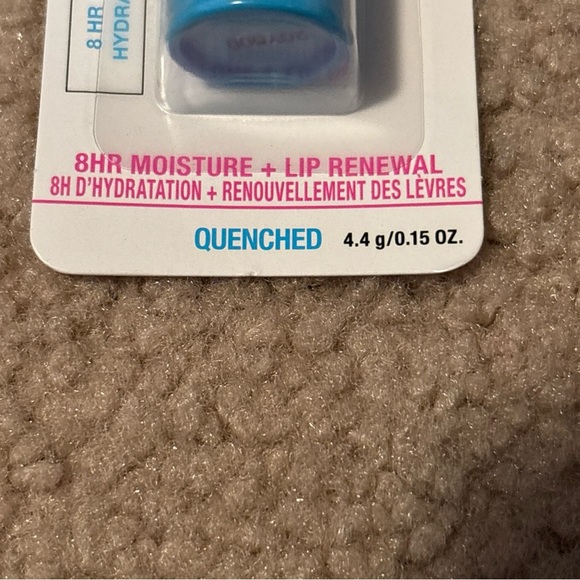 8 HR
HYDRA
8HR MOISTURE + LIP RENEWAL
8H D'HYDRATATION + RENOUVELLEMENT DES LÈVRES
QUENCHED 4.4 g/0.15 OZ.